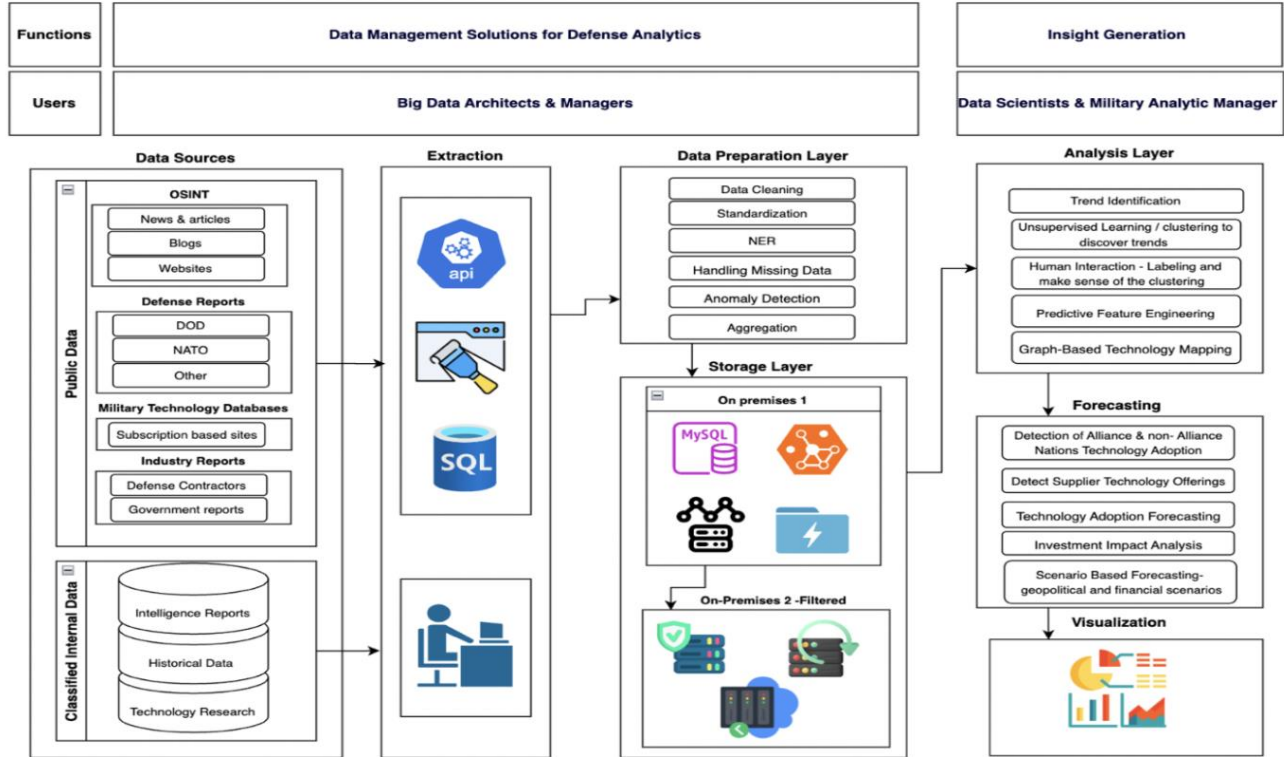 Functions
Data Management Solutions for Defense Analytics
Insight Generation
Users
Big Data Architects & Managers
Data Scientists & Military Analytic Manager
Data Sources
Public Data
OSINT
News & articles
Blogs
Websites
Defense Reports
DOD
NATO
Other
Military Technology Databases
Subscription based sites
Industry Reports
Defense Contractors
Government reports
Classified Internal Data
Intelligence Reports
Historical Data
Technology Research
Extraction
api
SQL
Data Preparation Layer
Data Cleaning
Standardization
NER
Handling Missing Data
Anomaly Detection
Aggregation
Storage Layer
On premises 1
MySQL
On-Premises 2 -Filtered
Analysis Layer
Trend Identification
Unsupervised Learning / clustering to
discover trends
Human Interaction - Labeling and
make sense of the clustering
Predictive Feature Engineering
Graph-Based Technology Mapping
Forecasting
Detection of Alliance & non- Alliance
Nations Technology Adoption
Detect Supplier Technology Offerings
Technology Adoption Forecasting
Investment Impact Analysis
Scenario Based Forecasting-
geopolitical and financial scenarios
Visualization